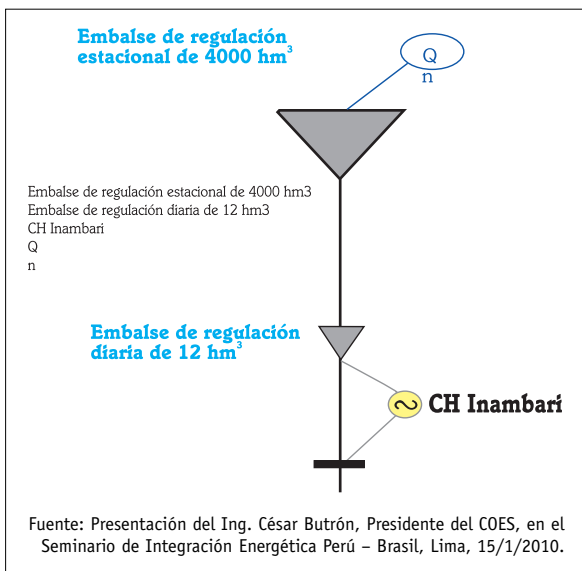 Embalse de regulación
estacional de 4000 hm³
Q
n
Embalse de regulación estacional de 4000 hm3
Embalse de regulación diaria de 12 hm3
CH Inambari
Q
n
Embalse de regulación
diaria de 12 hm³
CH Inambari
Fuente: Presentación del Ing. César Butrón, Presidente del COES, en el
Seminario de Integración Energética Perú – Brasil, Lima, 15/1/2010.